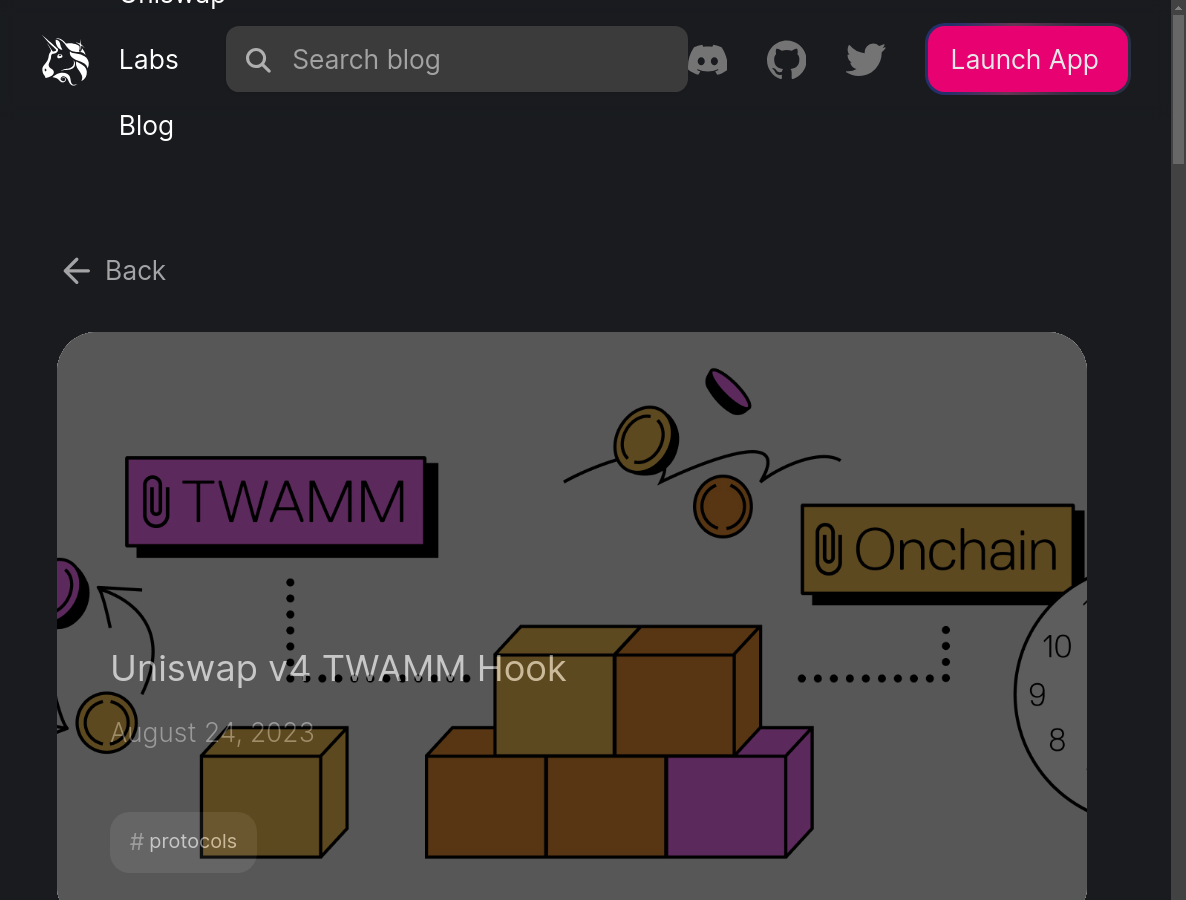 Uniswap
Labs
Blog
Search blog
Launch App
Back
TWAMM
Onchain
10
9
8
Uniswap v4 TWAMM Hook
August 24, 2023
# protocols